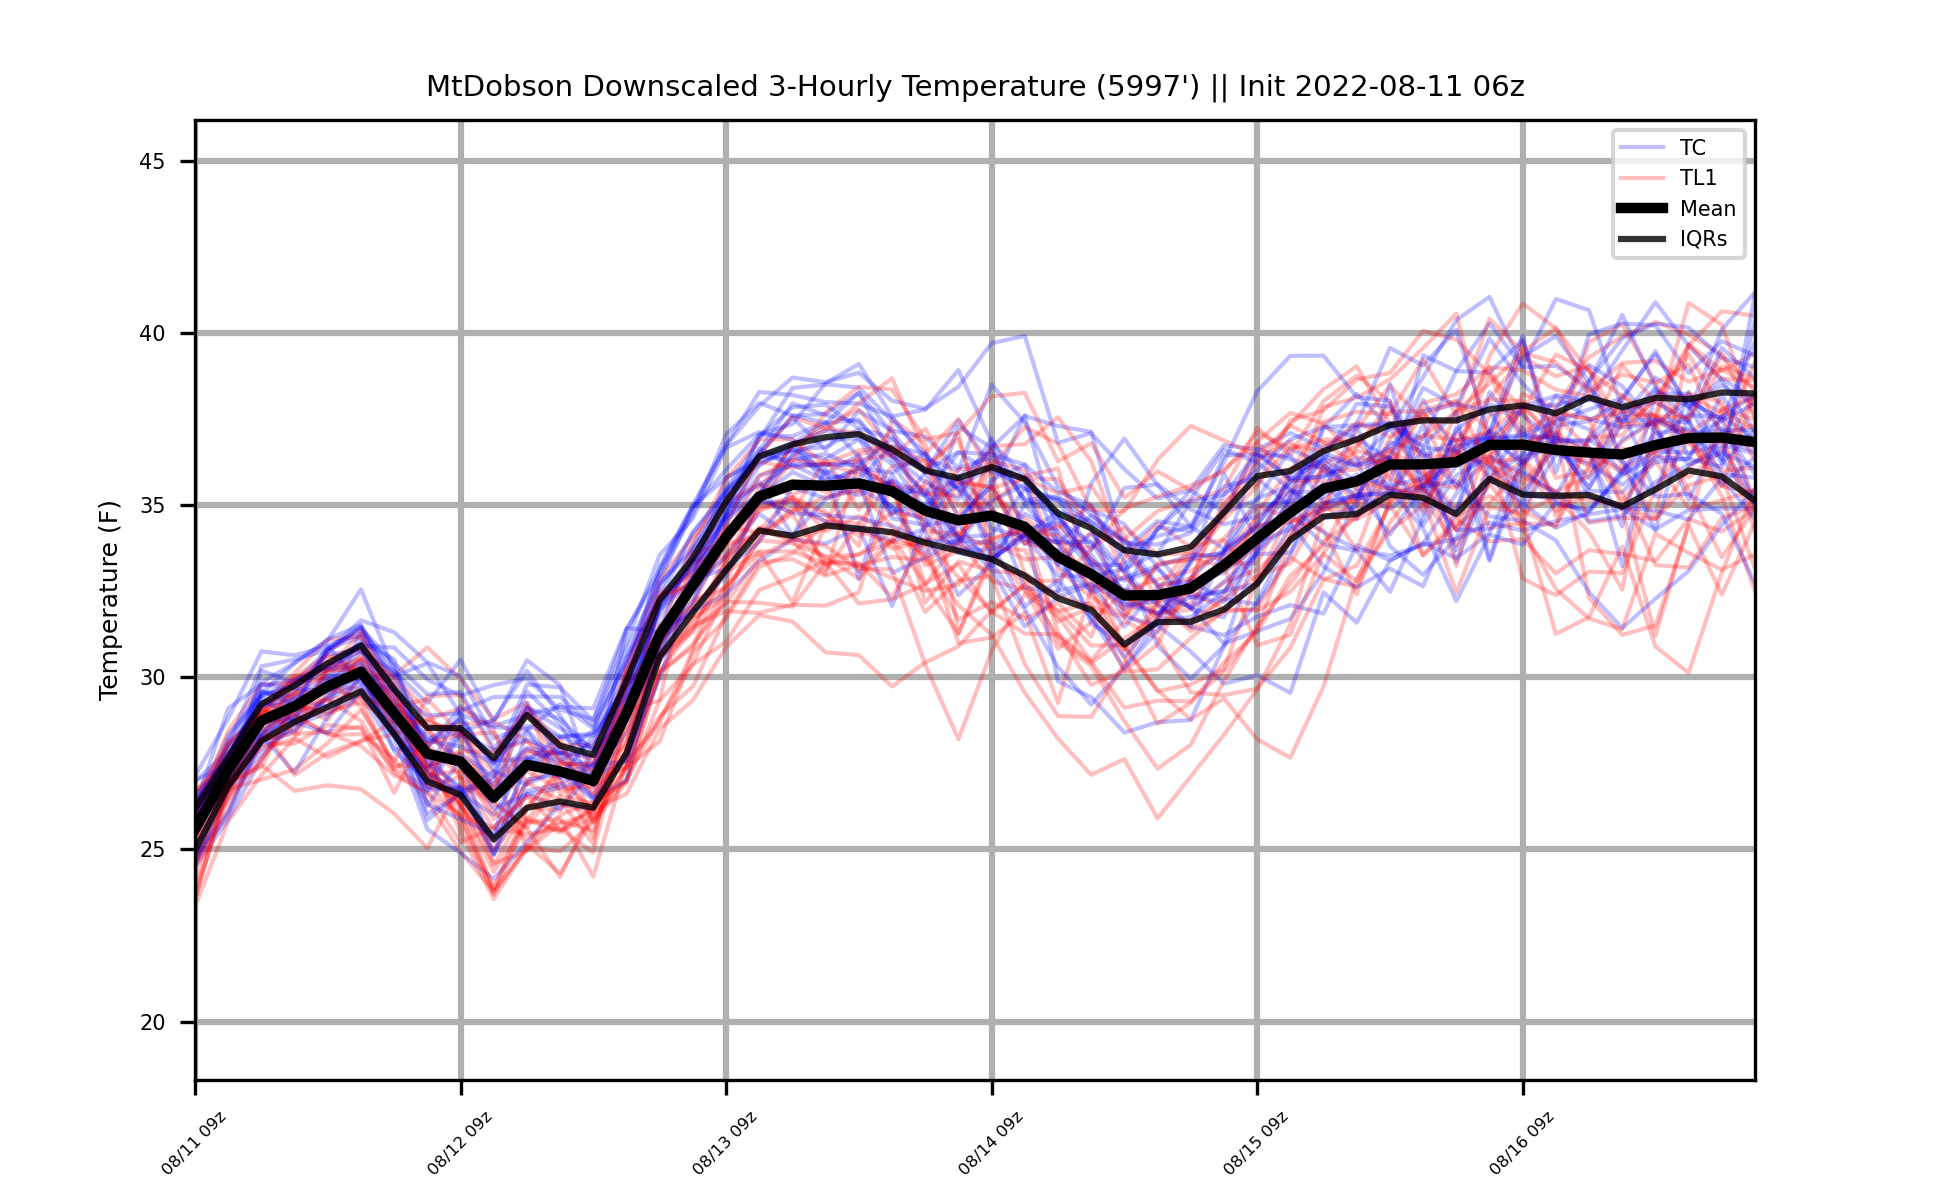 MtDobson Downscaled 3-Hourly Temperature (5997') || Init 2022-08-11 06z
TC
TL1
Mean
IQRs
Temperature (F)
45
40
35
30
25
20
08/11 09z
08/12 09z
08/13 09z
08/14 09z
08/15 09z
08/16 09z